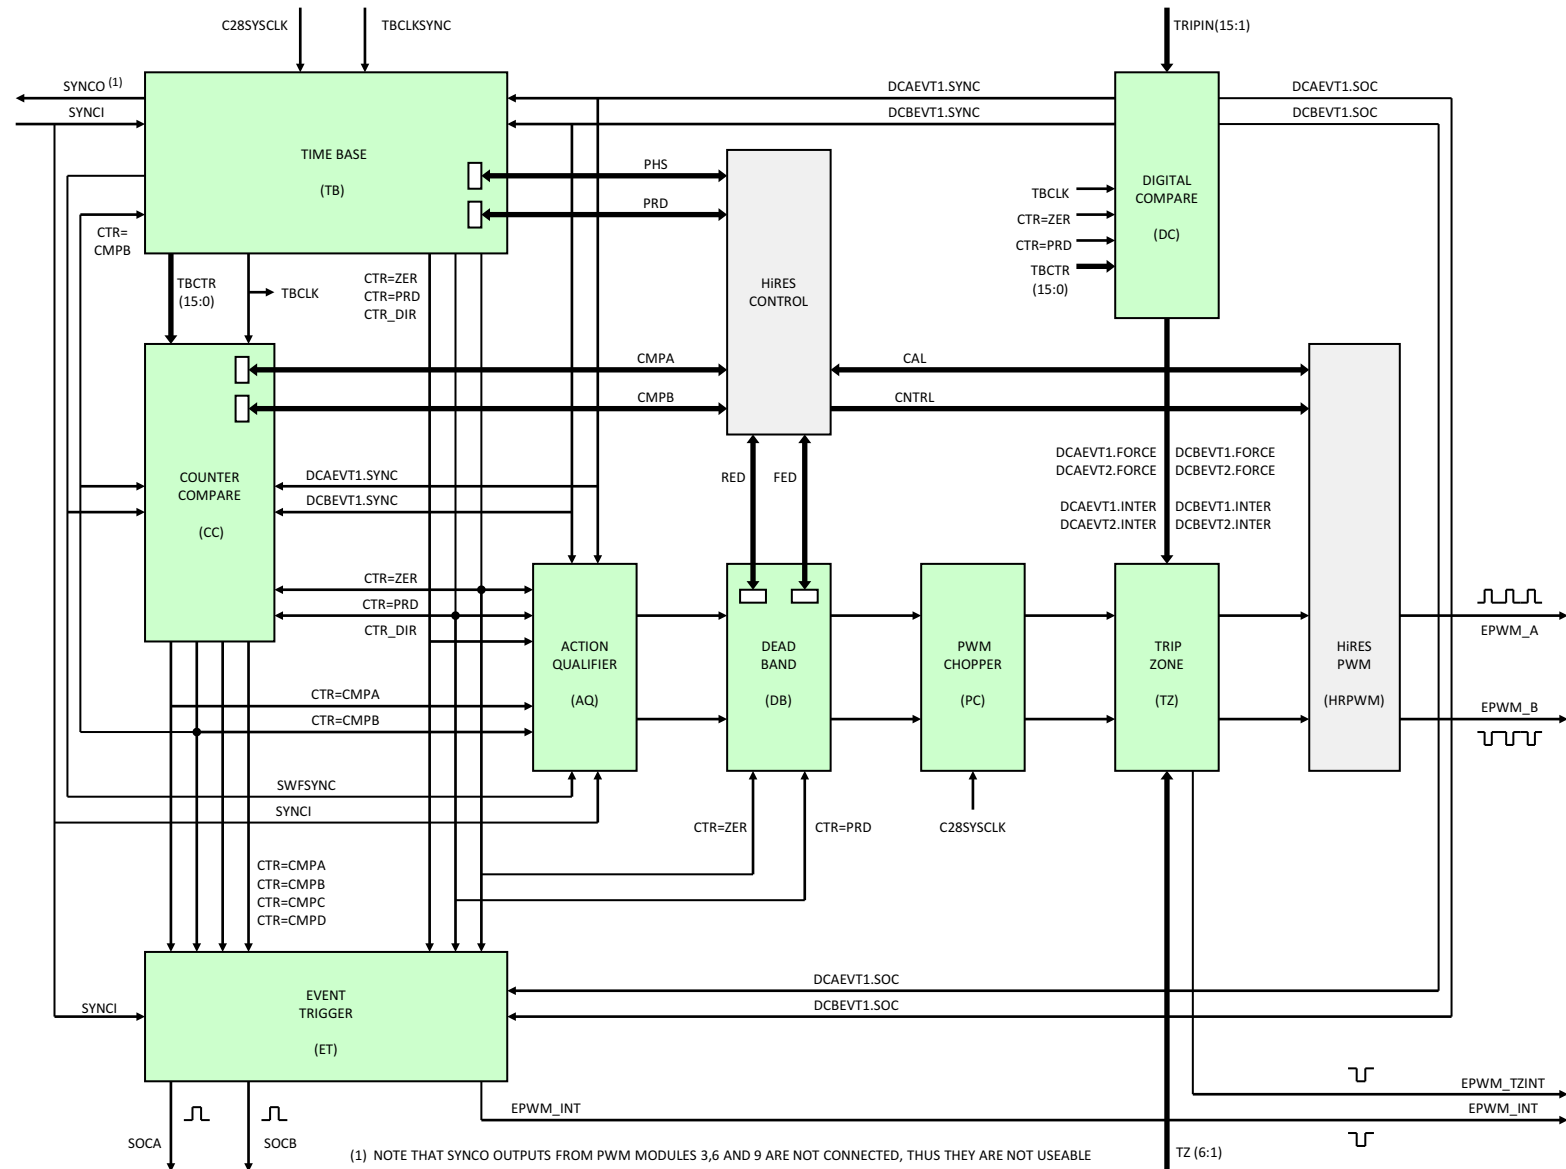 C28SYSCLK
TBCLKSYNC
TRIPIN(15:1)
SYNCO (1)
SYNCI
DCAEVT1.SYNC
DCBEVT1.SYNC
DCAEVT1.SOC
DCBEVT1.SOC
TIME BASE
(TB)
PHS
PRD
DIGITAL
COMPARE
(DC)
TBCLK
CTR=ZER
CTR=PRD
TBCTR
(15:0)
CTR=
CMPB
TBCTR
(15:0)
TBCLK
CTR=ZER
CTR=PRD
CTR_DIR
HiRES
CONTROL
CMPA
CMPB
CAL
CNTRL
COUNTER
COMPARE
(CC)
DCAEVT1.SYNC
DCBEVT1.SYNC
RED
FED
DCAEVT1.FORCE
DCAEVT2.FORCE
DCBEVT1.FORCE
DCBEVT2.FORCE
DCAEVT1.INTER
DCAEVT2.INTER
DCBEVT1.INTER
DCBEVT2.INTER
CTR=ZER
CTR=PRD
CTR_DIR
CTR=CMPA
CTR=CMPB
ACTION
QUALIFIER
(AQ)
DEAD
BAND
(DB)
PWM
CHOPPER
(PC)
TRIP
ZONE
(TZ)
HiRES
PWM
(HRPWM)
EPWM_A
EPWM_B
SWFSYNC
SYNCI
CTR=ZER
CTR=PRD
C28SYSCLK
CTR=CMPA
CTR=CMPB
CTR=CMPC
CTR=CMPD
DCAEVT1.SOC
DCBEVT1.SOC
SYNCI
EVENT
TRIGGER
(ET)
EPWM_TZINT
EPWM_INT
EPWM_INT
SOCA
SOCB
(1) NOTE THAT SYNCO OUTPUTS FROM PWM MODULES 3,6 AND 9 ARE NOT CONNECTED, THUS THEY ARE NOT USEABLE
TZ (6:1)